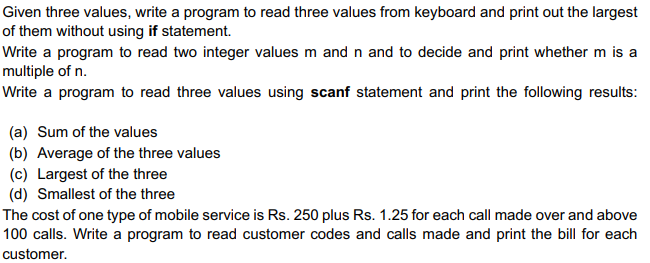 Given three values, write a program to read three values from keyboard and print out the largest
of them without using if statement.
Write a program to read two integer values m and n and to decide and print whether m is a
multiple of n.
Write a program to read three values using scanf statement and print the following results:
(a) Sum of the values
(b) Average of the three values
(c) Largest of the three
(d) Smallest of the three
The cost of one type of mobile service is Rs. 250 plus Rs. 1.25 for each call made over and above
100 calls. Write a program to read customer codes and calls made and print the bill for each
customer.